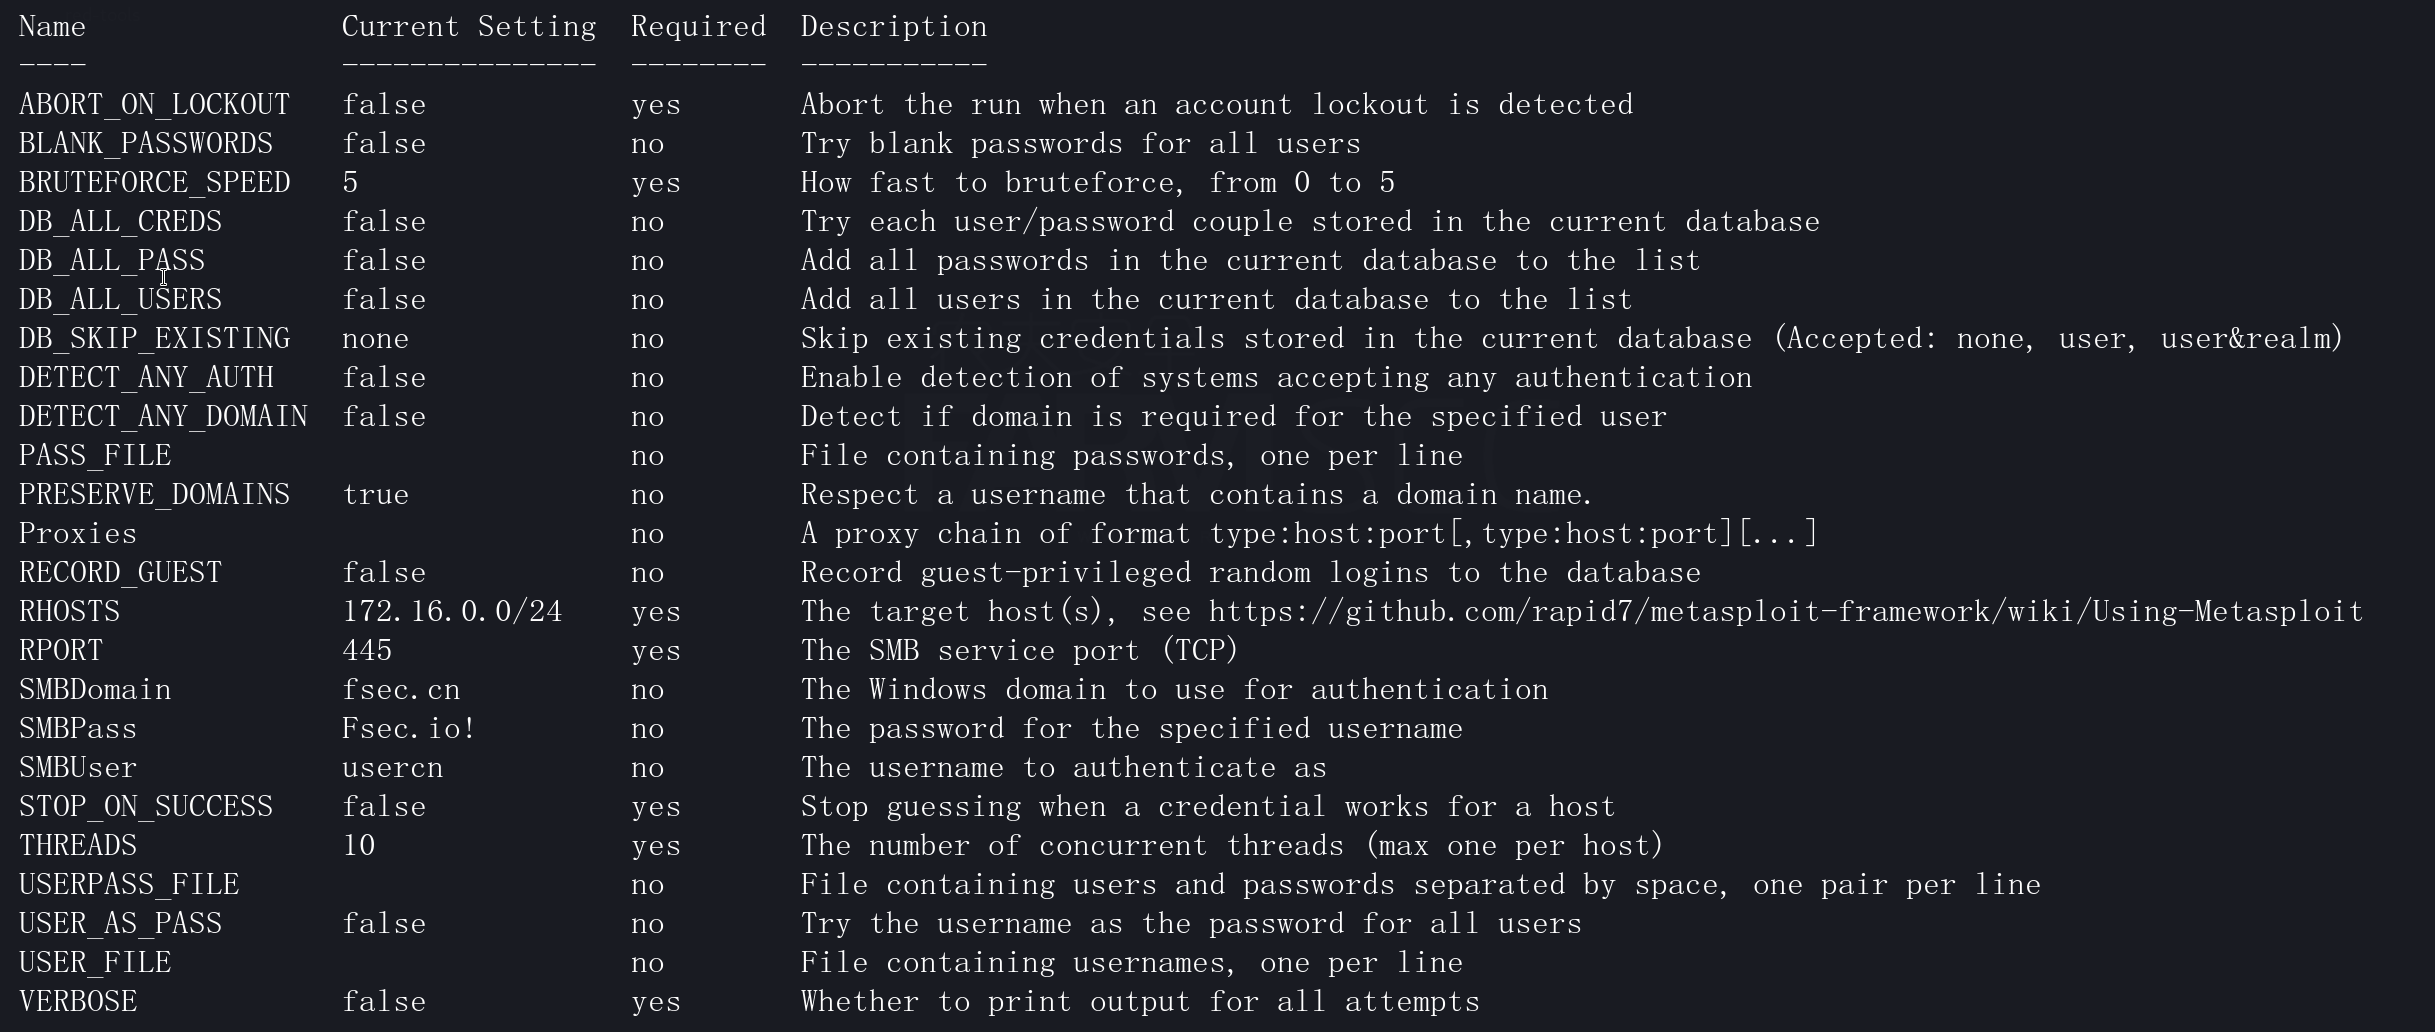 Name               Current Setting  Required  Description
----               ---------------  --------  -----------
ABORT_ON_LOCKOUT   false            yes       Abort the run when an account lockout is detected
BLANK_PASSWORDS    false            no        Try blank passwords for all users
BRUTEFORCE_SPEED   5                yes       How fast to bruteforce, from 0 to 5
DB_ALL_CREDS       false            no        Try each user/password couple stored in the current database
DB_ALL_PASS        false            no        Add all passwords in the current database to the list
DB_ALL_USERS       false            no        Add all users in the current database to the list
DB_SKIP_EXISTING   none             no        Skip existing credentials stored in the current database (Accepted: none, user, user&realm)
DETECT_ANY_AUTH    false            no        Enable detection of systems accepting any authentication
DETECT_ANY_DOMAIN  false            no        Detect if domain is required for the specified user
PASS_FILE                           no        File containing passwords, one per line
PRESERVE_DOMAINS   true             no        Respect a username that contains a domain name.
Proxies                             no        A proxy chain of format type:host:port[,type:host:port][...]
RECORD_GUEST       false            no        Record guest-privileged random logins to the database
RHOSTS             172.16.0.0/24    yes       The target host(s), see https://github.com/rapid7/metasploit-framework/wiki/Using-Metasploit
RPORT              445              yes       The SMB service port (TCP)
SMBDomain          fsec.cn          no        The Windows domain to use for authentication
SMBPass            Fsec.io!         no        The password for the specified username
SMBUser            usercn           no        The username to authenticate as
STOP_ON_SUCCESS    false            yes       Stop guessing when a credential works for a host
THREADS            10               yes       The number of concurrent threads (max one per host)
USERPASS_FILE                       no        File containing users and passwords separated by space, one pair per line
USER_AS_PASS       false            no        Try the username as the password for all users
USER_FILE                           no        File containing usernames, one per line
VERBOSE            false            yes       Whether to print output for all attempts